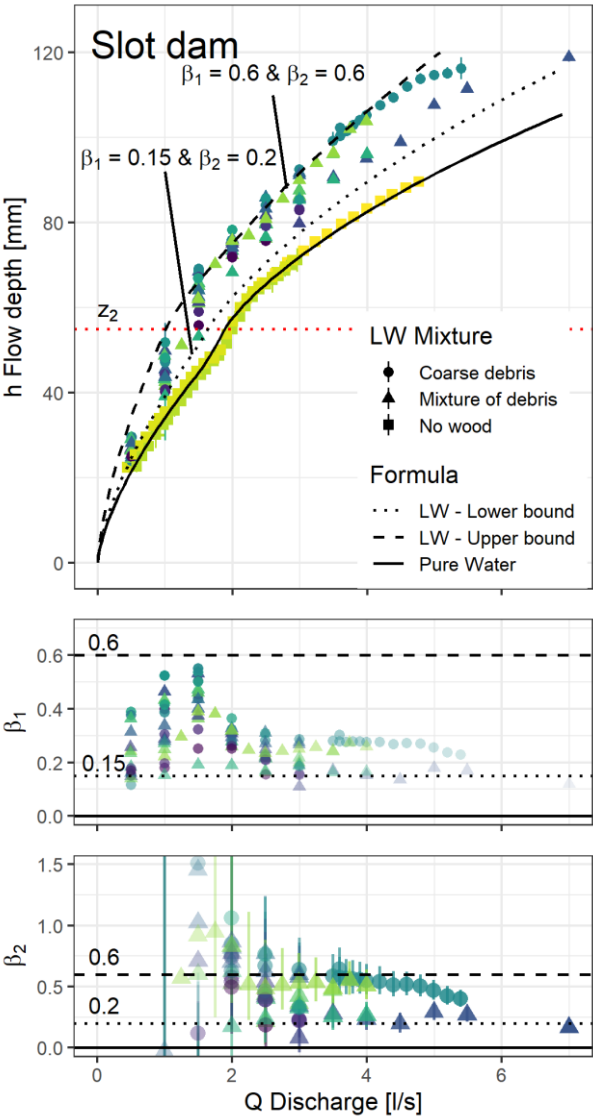 Slot dam
β1 = 0.6 & β2 = 0.6
β1 = 0.15 & β2 = 0.2
z2
h Flow depth [mm]
120
80
40
0
LW Mixture
Coarse debris
Mixture of debris
No wood
Formula
LW - Lower bound
LW - Upper bound
Pure Water
β1
0.6
0.4
0.2
0.0
0.6
0.15
β2
1.5
1.0
0.5
0.0
0.6
0.2
0
2
4
6
Q Discharge [l/s]